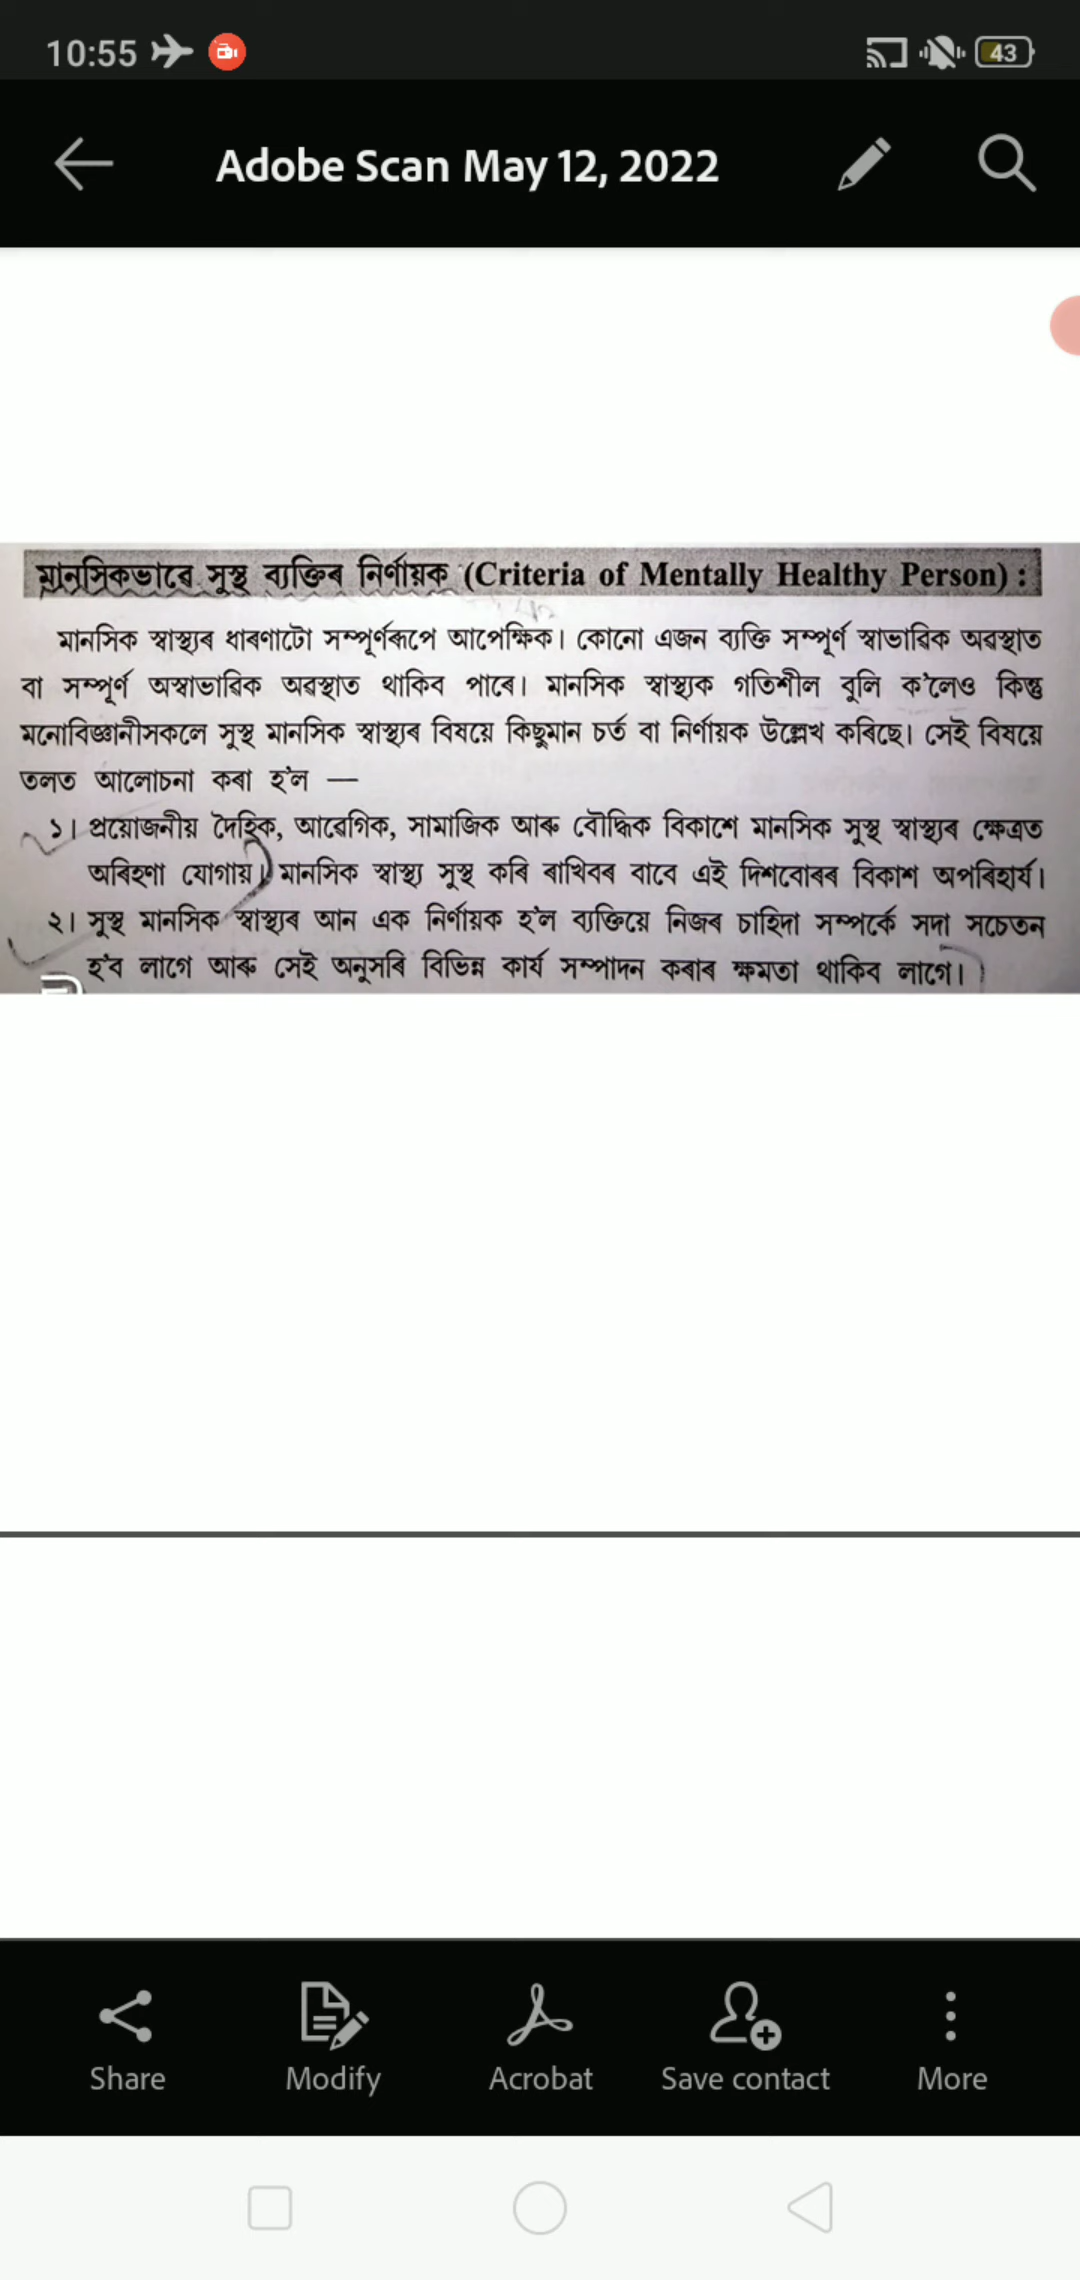 10:55
43
Adobe Scan May 12, 2022
মানসিকভাবে সুস্থ ব্যক্তিৰ নিৰ্ণায়ক (Criteria of Mentally Healthy Person) :
মানসিক স্বাস্থ্যৰ ধাৰণাটো সম্পূৰ্ণৰূপে আপেক্ষিক। কোনো এজন ব্যক্তি সম্পূৰ্ণ স্বাভাৱিক অৱস্থাত
বা সম্পূৰ্ণ অস্বাভাৱিক অৱস্থাত থাকিব পাৰে। মানসিক স্বাস্থ্যক গতিশীল বুলি ক'লেও কিন্তু
মনোবিজ্ঞানীসকলে সুস্থ মানসিক স্বাস্থ্যৰ বিষয়ে কিছুমান চৰ্ত বা নিৰ্ণায়ক উল্লেখ কৰিছে। সেই বিষয়ে
তলত আলোচনা কৰা হ'ল —
১। প্ৰয়োজনীয় দৈহিক, আৱেগিক, সামাজিক আৰু বৌদ্ধিক বিকাশে মানসিক সুস্থ স্বাস্থ্যৰ ক্ষেত্ৰত
অৰিহণা যোগায়। মানসিক স্বাস্থ্য সুস্থ কৰি ৰাখিবৰ বাবে এই দিশবোৰৰ বিকাশ অপৰিহাৰ্য।
২। সুস্থ মানসিক স্বাস্থ্যৰ আন এক নিৰ্ণায়ক হ'ল ব্যক্তিয়ে নিজৰ চাহিদা সম্পৰ্কে সদা সচেতন
হ'ব লাগে আৰু সেই অনুসৰি বিভিন্ন কাৰ্য সম্পাদন কৰাৰ ক্ষমতা থাকিব লাগে।
Share Modify Acrobat Save contact More